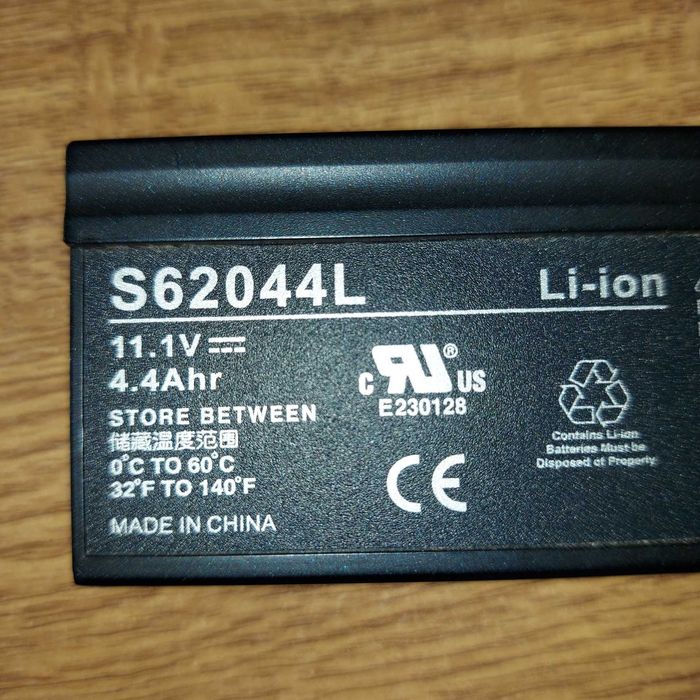 S62044L Li-ion
11.1V
4.4Ahr
STORE BETWEEN
储藏温度范围
0°C TO 60°C
32°F TO 140°F
MADE IN CHINA
C RU® US
E230128
CE
Contains Li-ion
Batteries Must be
Disposed of Properly